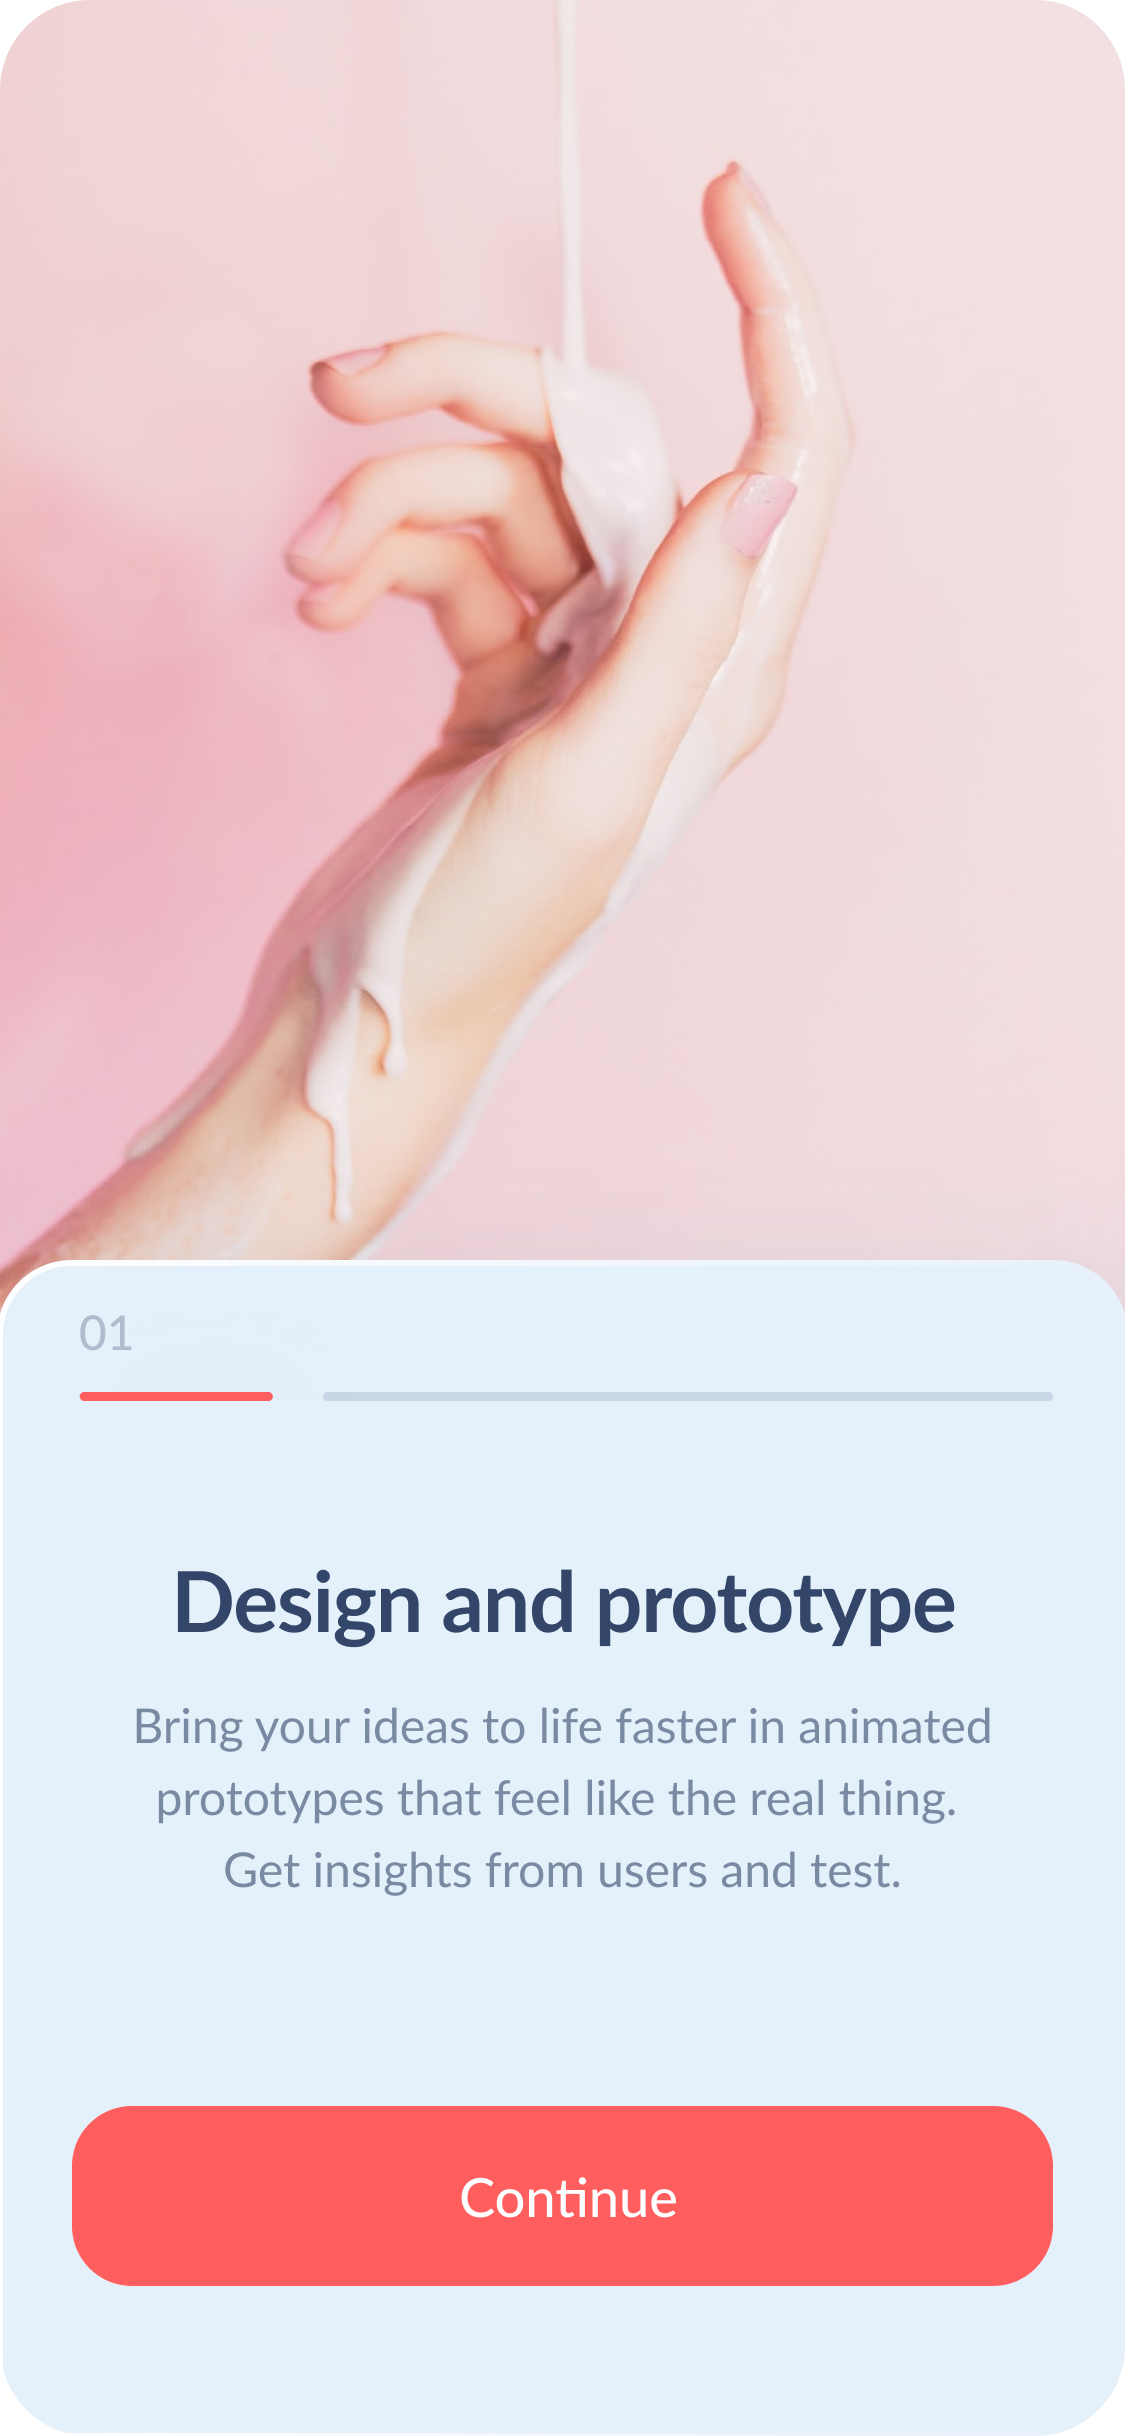 01
Design and prototype
Bring your ideas to life faster in animated
prototypes that feel like the real thing.
Get insights from users and test.
Continue